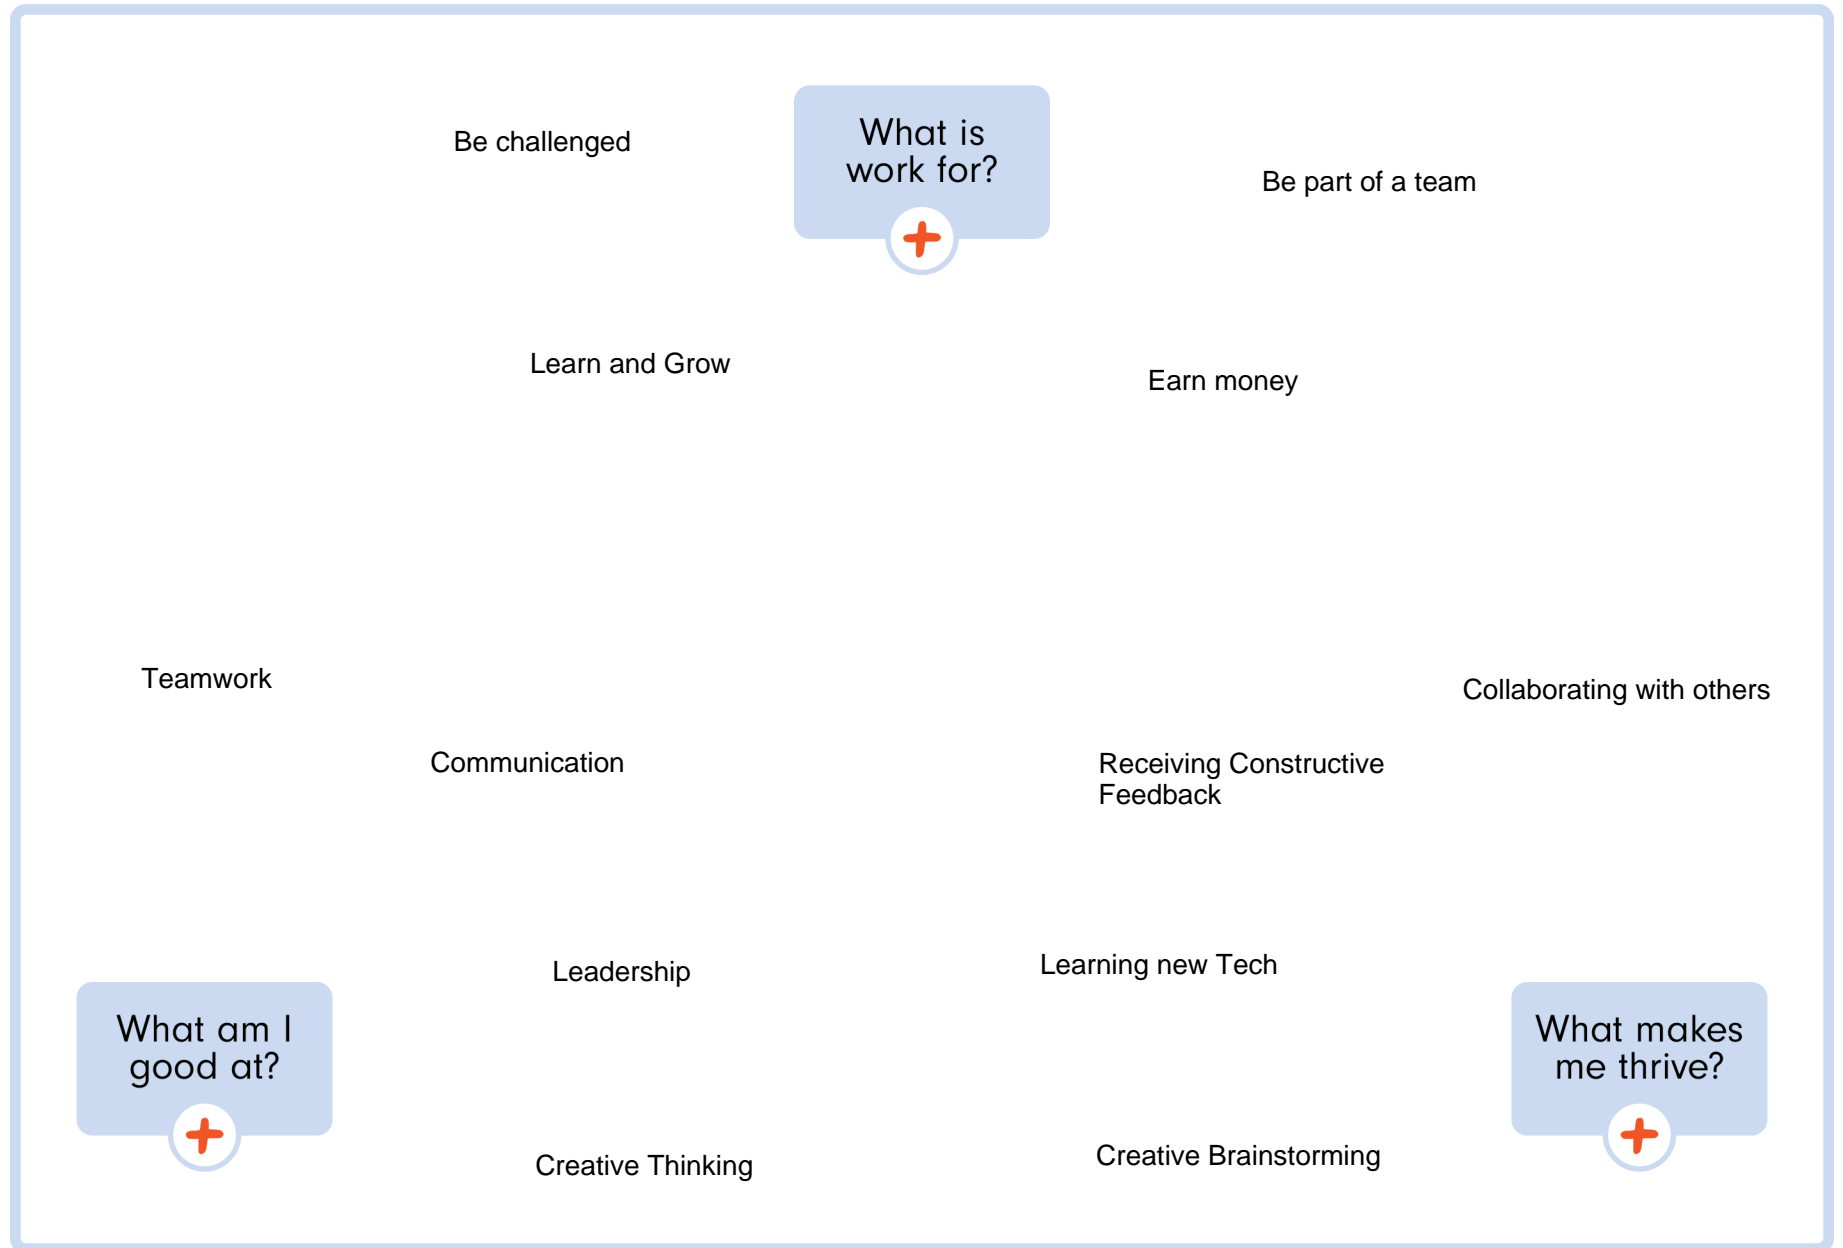 Be challenged
What is
work for?
Be part of a team
Learn and Grow
Earn money
Teamwork
Collaborating with others
Communication
Receiving Constructive
Feedback
Leadership
Learning new Tech
What am I
good at?
What makes
me thrive?
Creative Thinking
Creative Brainstorming